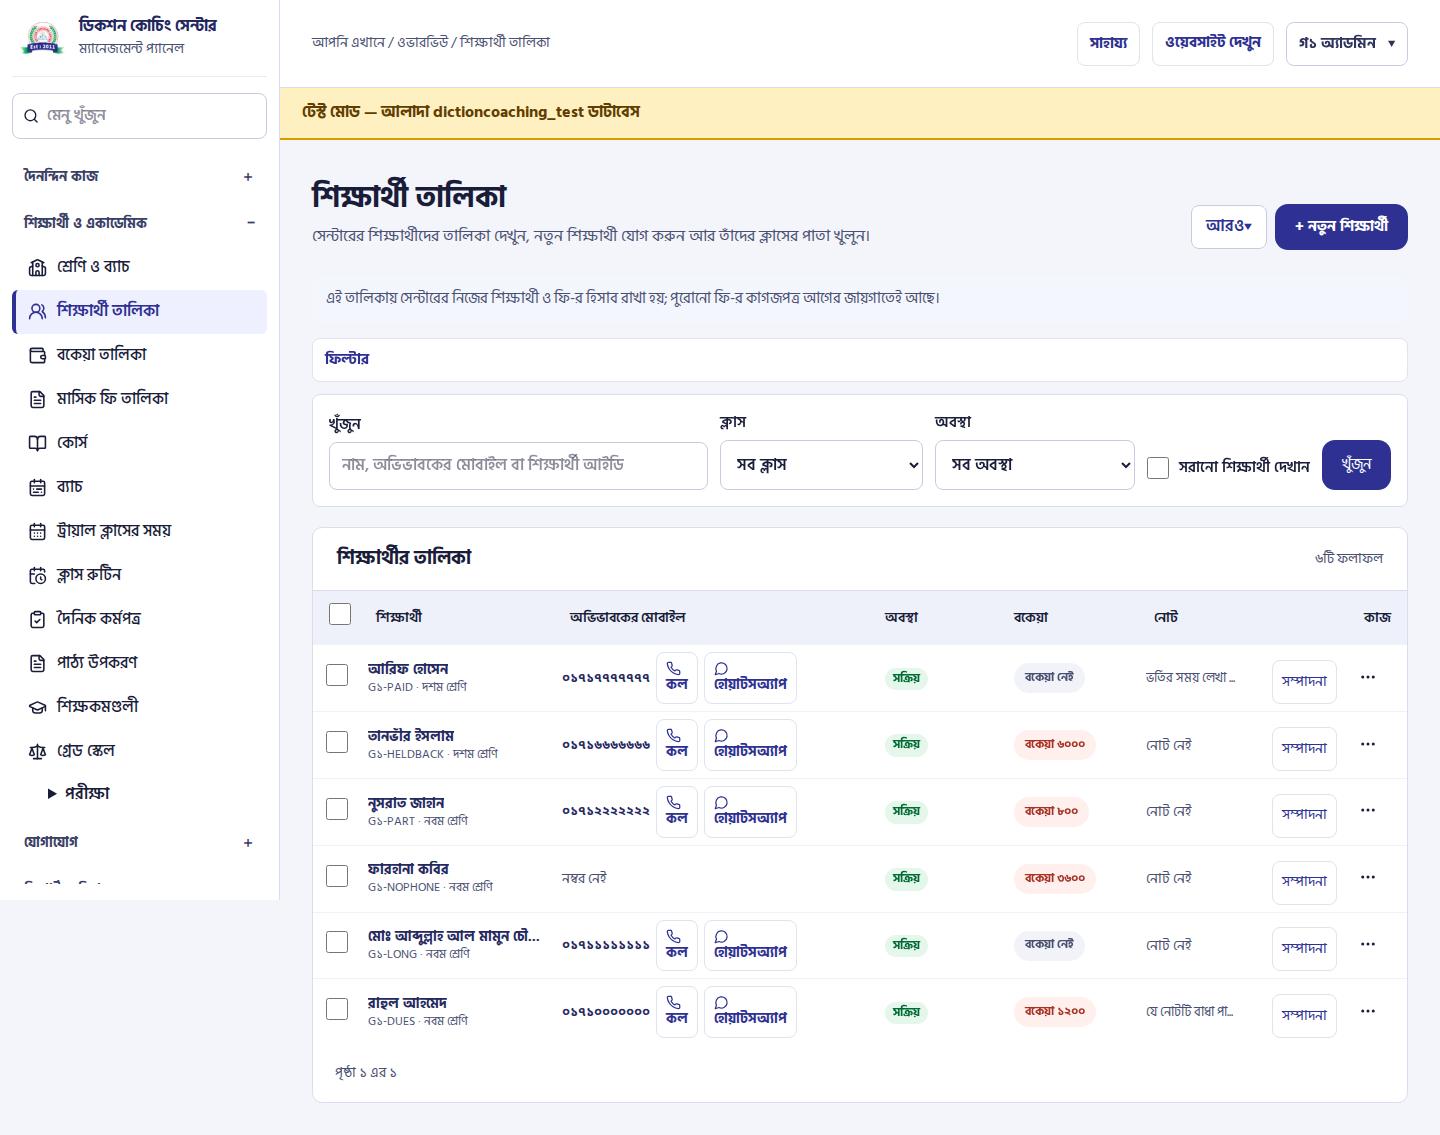 ডিকশন কোচিং সেন্টার
ম্যানেজমেন্ট প্যানেল
Est : 2011
মেনু খুঁজুন
দৈনন্দিন কাজ +
শিক্ষার্থী ও একাডেমিক −
শ্রেণি ও ব্যাচ
শিক্ষার্থী তালিকা
বকেয়া তালিকা
মাসিক ফি তালিকা
কোর্স
ব্যাচ
ট্রায়াল ক্লাসের সময়
ক্লাস রুটিন
দৈনিক কর্মপত্র
পাঠ্য উপকরণ
শিক্ষকমণ্ডলী
গ্রেড স্কেল
▶ পরীক্ষা
যোগাযোগ +
আপনি এখানে / ওভারভিউ / শিক্ষার্থী তালিকা
সাহায্য
ওয়েবসাইট দেখুন
গ১ অ্যাডমিন ▾
টেস্ট মোড — আলাদা dictioncoaching_test ডাটাবেস
শিক্ষার্থী তালিকা
সেন্টারের শিক্ষার্থীদের তালিকা দেখুন, নতুন শিক্ষার্থী যোগ করুন আর তাঁদের ক্লাসের পাতা খুলুন।
আরও▾
+ নতুন শিক্ষার্থী
এই তালিকায় সেন্টারের নিজের শিক্ষার্থী ও ফি-র হিসাব রাখা হয়; পুরোনো ফি-র কাগজপত্র আগের জায়গাতেই আছে।
ফিল্টার
খুঁজুন ক্লাস অবস্থা
নাম, অভিভাবকের মোবাইল বা শিক্ষার্থী আইডি সব ক্লাস সব অবস্থা সরানো শিক্ষার্থী দেখান খুঁজুন
শিক্ষার্থীর তালিকা ৬টি ফলাফল
শিক্ষার্থী অভিভাবকের মোবাইল অবস্থা বকেয়া নোট কাজ
আরিফ হোসেন
G১-PAID · দশম শ্রেণি
০১৭১৭৭৭৭৭৭৭ কল হোয়াটসঅ্যাপ সক্রিয় বকেয়া নেই ভর্তির সময় লেখা ... সম্পাদনা ···
তানভীর ইসলাম
G১-HELDBACK · দশম শ্রেণি
০১৭১৬৬৬৬৬৬৬ কল হোয়াটসঅ্যাপ সক্রিয় বকেয়া ৬০০০ নোট নেই সম্পাদনা ···
নুসরাত জাহান
G১-PART · নবম শ্রেণি
০১৭১২২২২২২২ কল হোয়াটসঅ্যাপ সক্রিয় বকেয়া ৮০০ নোট নেই সম্পাদনা ···
ফারহানা কবির
G১-NOPHONE · নবম শ্রেণি
নম্বর নেই সক্রিয় বকেয়া ৩৬০০ নোট নেই সম্পাদনা ···
মোঃ আব্দুল্লাহ আল মামুন চৌ...
G১-LONG · নবম শ্রেণি
০১৭১১১১১১১১ কল হোয়াটসঅ্যাপ সক্রিয় বকেয়া নেই নোট নেই সম্পাদনা ···
রাহুল আহমেদ
G১-DUES · নবম শ্রেণি
০১৭১০০০০০০০ কল হোয়াটসঅ্যাপ সক্রিয় বকেয়া ১২০০ যে নোটটি বাধা পা... সম্পাদনা ···
পৃষ্ঠা ১ এর ১